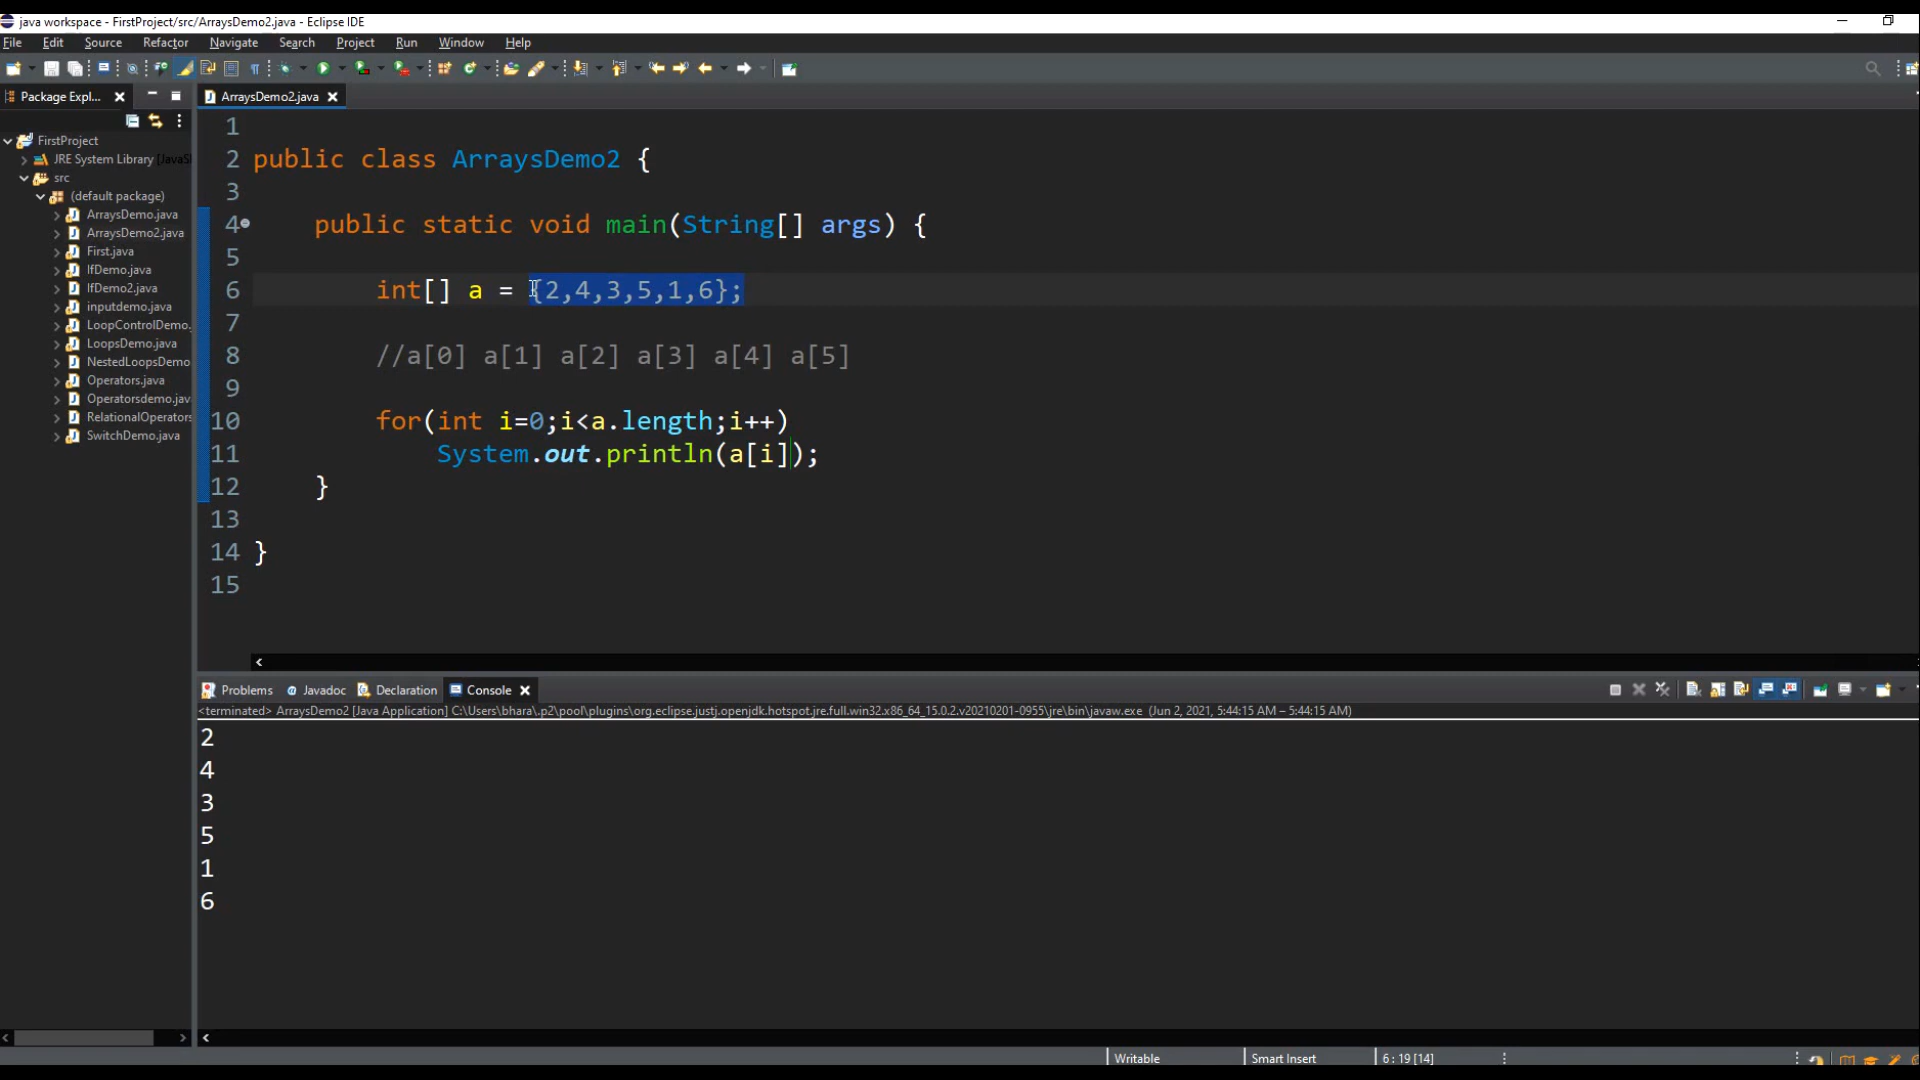 java workspace - FirstProject/src/ArraysDemo2.java - Eclipse IDE
File Edit Source Refactor Navigate Search Project Run Window Help
Package Expl...
ArraysDemo2.java
FirstProject
JRE System Library [JavaS
src
(default package)
ArraysDemo.java
ArraysDemo2.java
First.java
IfDemo.java
IfDemo2.java
inputdemo.java
LoopControlDemo.
LoopsDemo.java
NestedLoopsDemo
Operators.java
Operatorsdemo.jav
RelationalOperators
SwitchDemo.java
1
2 public class ArraysDemo2 {
3
4 public static void main(String[] args) {
5
6 int[] a = {2,4,3,5,1,6};
7
8 //a[0] a[1] a[2] a[3] a[4] a[5]
9
10 for(int i=0;i<a.length;i++)
11 System.out.println(a[i]);
12 }
13
14 }
15
Problems Javadoc Declaration Console
<terminated> ArraysDemo2 [Java Application] C:\Users\bhara\.p2\pool\plugins\org.eclipse.justj.openjdk.hotspot.jre.full.win32.x86_64_15.0.2.v20210201-0955\jre\bin\javaw.exe (Jun 2, 2021, 5:44:15 AM – 5:44:15 AM)
2
4
3
5
1
6
Writable Smart Insert 6 : 19 [14]